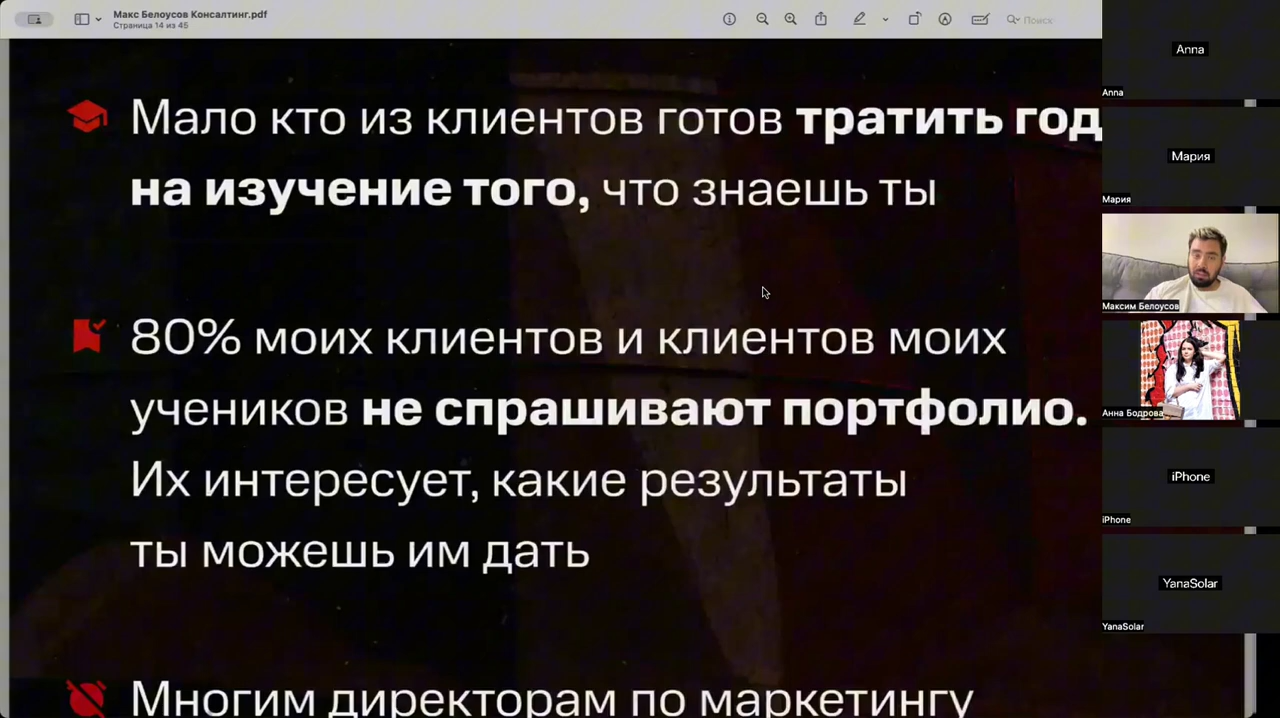 Макс Белоусов Консалтинг.pdf
Страница 14 из 45
Поиск
Мало кто из клиентов готов тратить год
на изучение того, что знаешь ты
80% моих клиентов и клиентов моих
учеников не спрашивают портфолио.
Их интересует, какие результаты
ты можешь им дать
Многим директорам по маркетингу
Anna
Anna
Мария
Мария
Максим Белоусов
Анна Бодрова
iPhone
iPhone
YanaSolar
YanaSolar